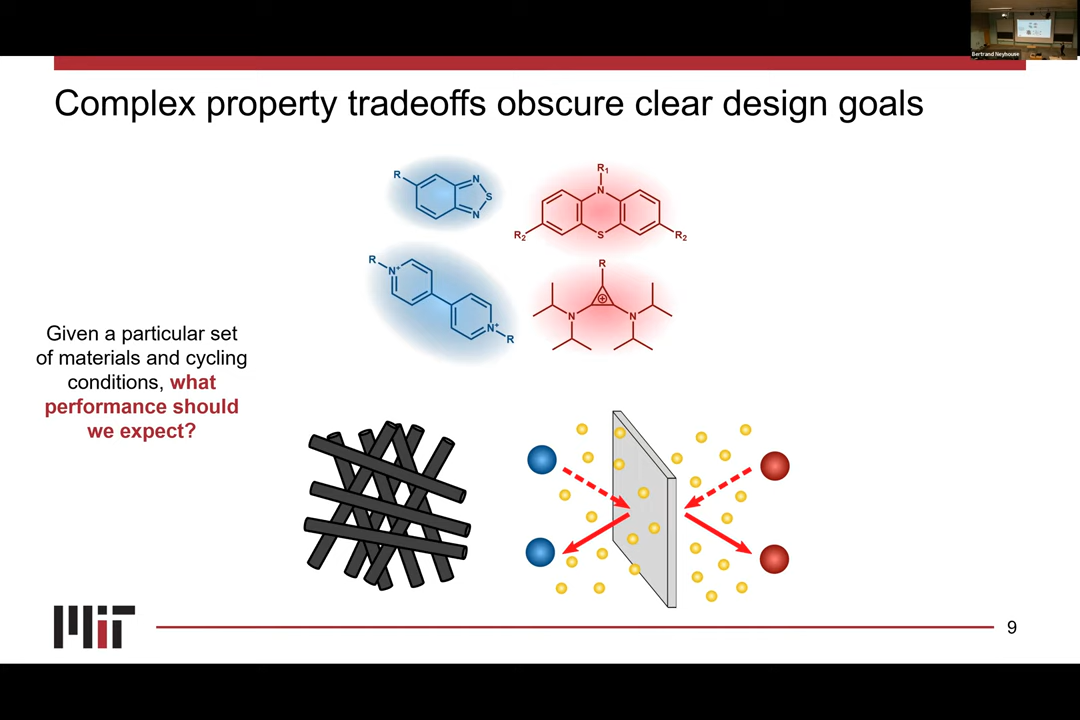 Bertrand Neyhouse
Complex property tradeoffs obscure clear design goals
R
N
S
N
R1
N
S
R2
R2
R
N+
N+
R
R
+
N
N
Given a particular set
of materials and cycling
conditions, what
performance should
we expect?
MIT
9